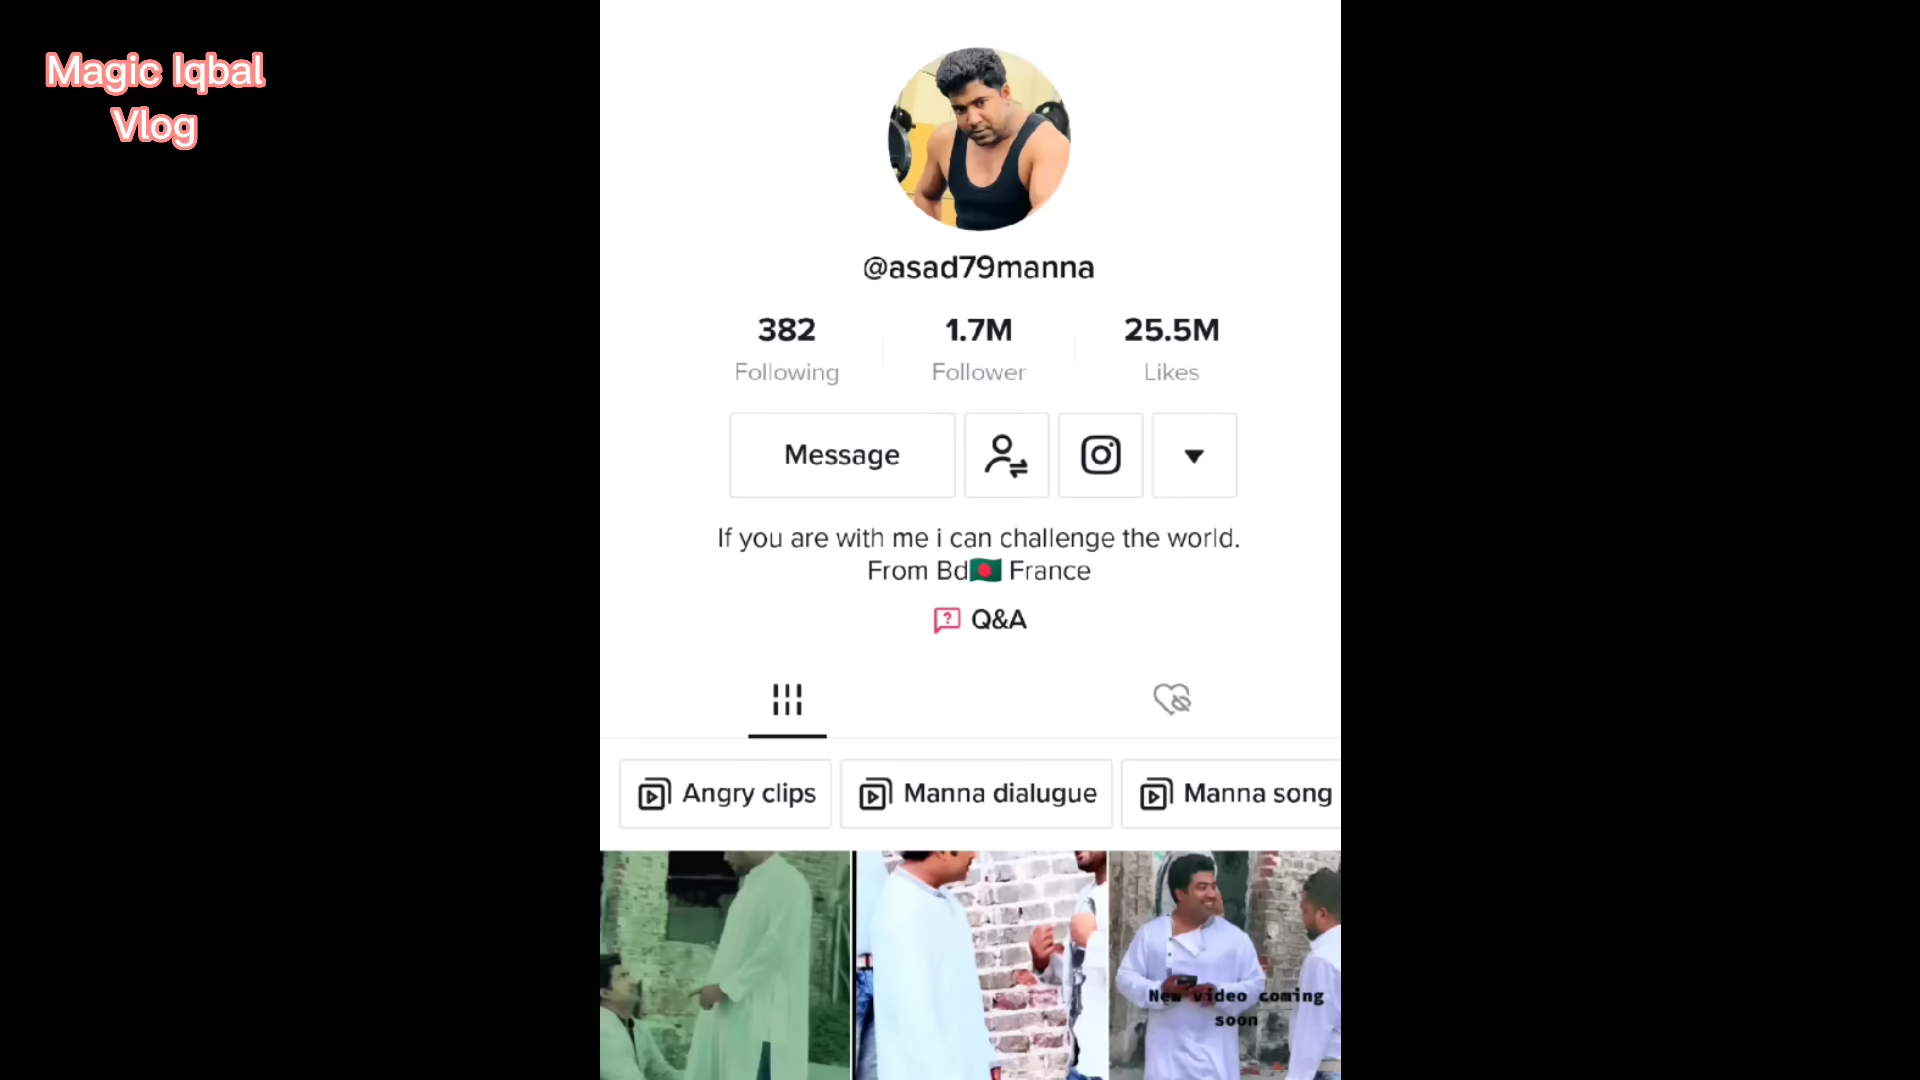 Magic Iqbal
Vlog
@asad79manna
382 1.7M 25.5M
Following Follower Likes
Message
If you are with me i can challenge the world.
From Bd🇧🇩 France
Q&A
Angry clips Manna dialugue Manna song
New video coming
soon